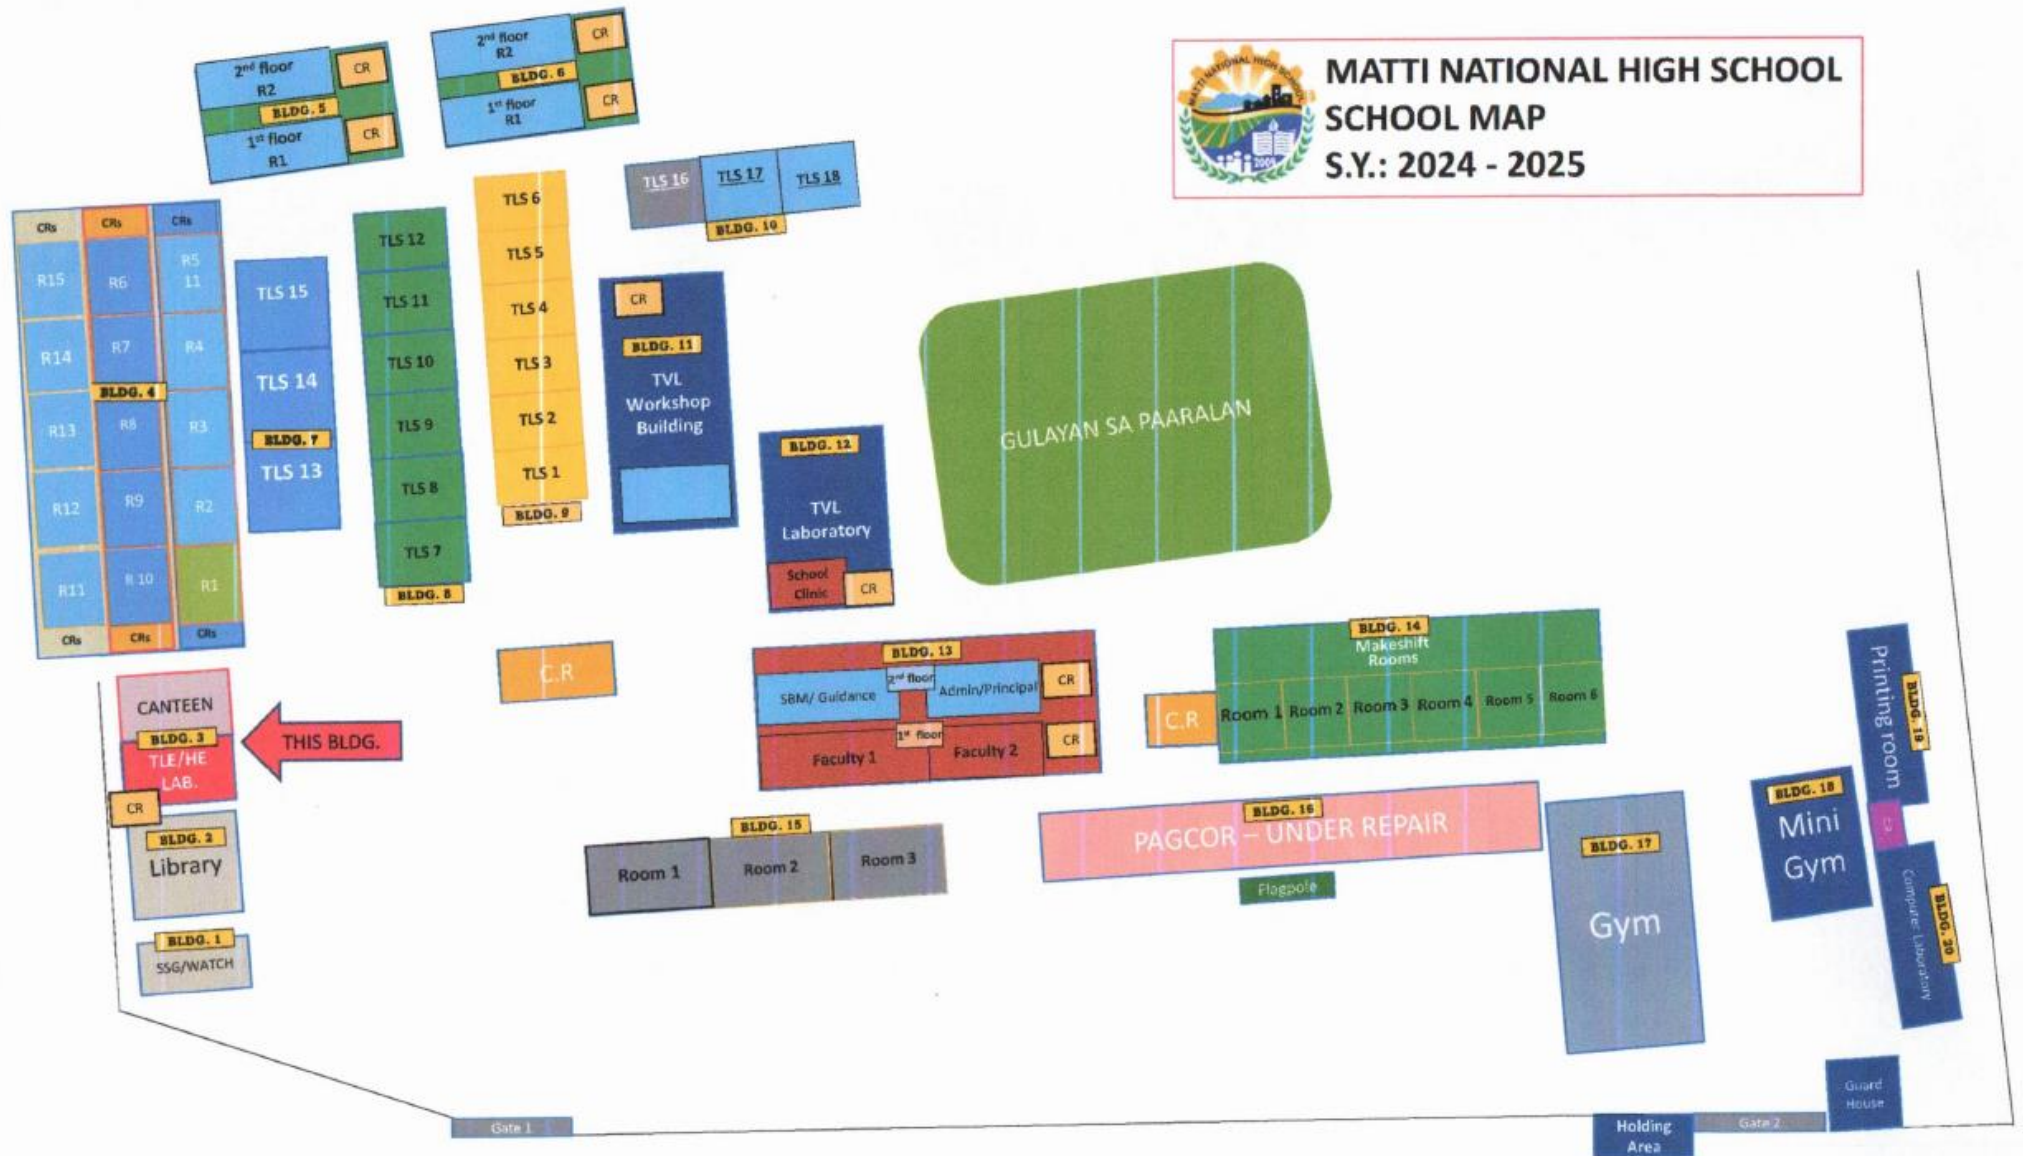 MATTI NATIONAL HIGH SCHOOL
SCHOOL MAP
S.Y.: 2024 - 2025
MATTI NATIONAL HIGH SCHOOL
2009
2nd floor
R2
CR
BLDG. 5
1st floor
R1
CR
2nd floor
R2
CR
BLDG. 6
1st floor
R1
CR
TLS 16
TLS 17
TLS 18
BLDG. 10
CRs
CRs
CRs
R15
R6
R5
11
R14
R7
R4
BLDG. 4
R13
R8
R3
R12
R9
R2
R11
R 10
R1
CRs
CRs
CRs
TLS 15
TLS 14
BLDG. 7
TLS 13
TLS 12
TLS 11
TLS 10
TLS 9
TLS 8
TLS 7
BLDG. 8
TLS 6
TLS 5
TLS 4
TLS 3
TLS 2
TLS 1
BLDG. 9
CR
BLDG. 11
TVL
Workshop
Building
BLDG. 12
TVL
Laboratory
School
Clinic
CR
GULAYAN SA PAARALAN
CANTEEN
BLDG. 3
TLE/HE
LAB.
CR
THIS BLDG.
BLDG. 2
Library
BLDG. 1
SSG/WATCH
C.R
BLDG. 13
2nd floor
SBM/ Guidance
Admin/Principal
CR
1st floor
Faculty 1
Faculty 2
CR
BLDG. 14
Makeshift
Rooms
C.R
Room 1
Room 2
Room 3
Room 4
Room 5
Room 6
BLDG. 15
Room 1
Room 2
Room 3
BLDG. 16
PAGCOR – UNDER REPAIR
Flagpole
BLDG. 17
Gym
BLDG. 18
Mini
Gym
Printing room
BLDG. 19
Computer Laboratory
BLDG. 20
Gate 1
Holding
Area
Gate 2
Guard
House